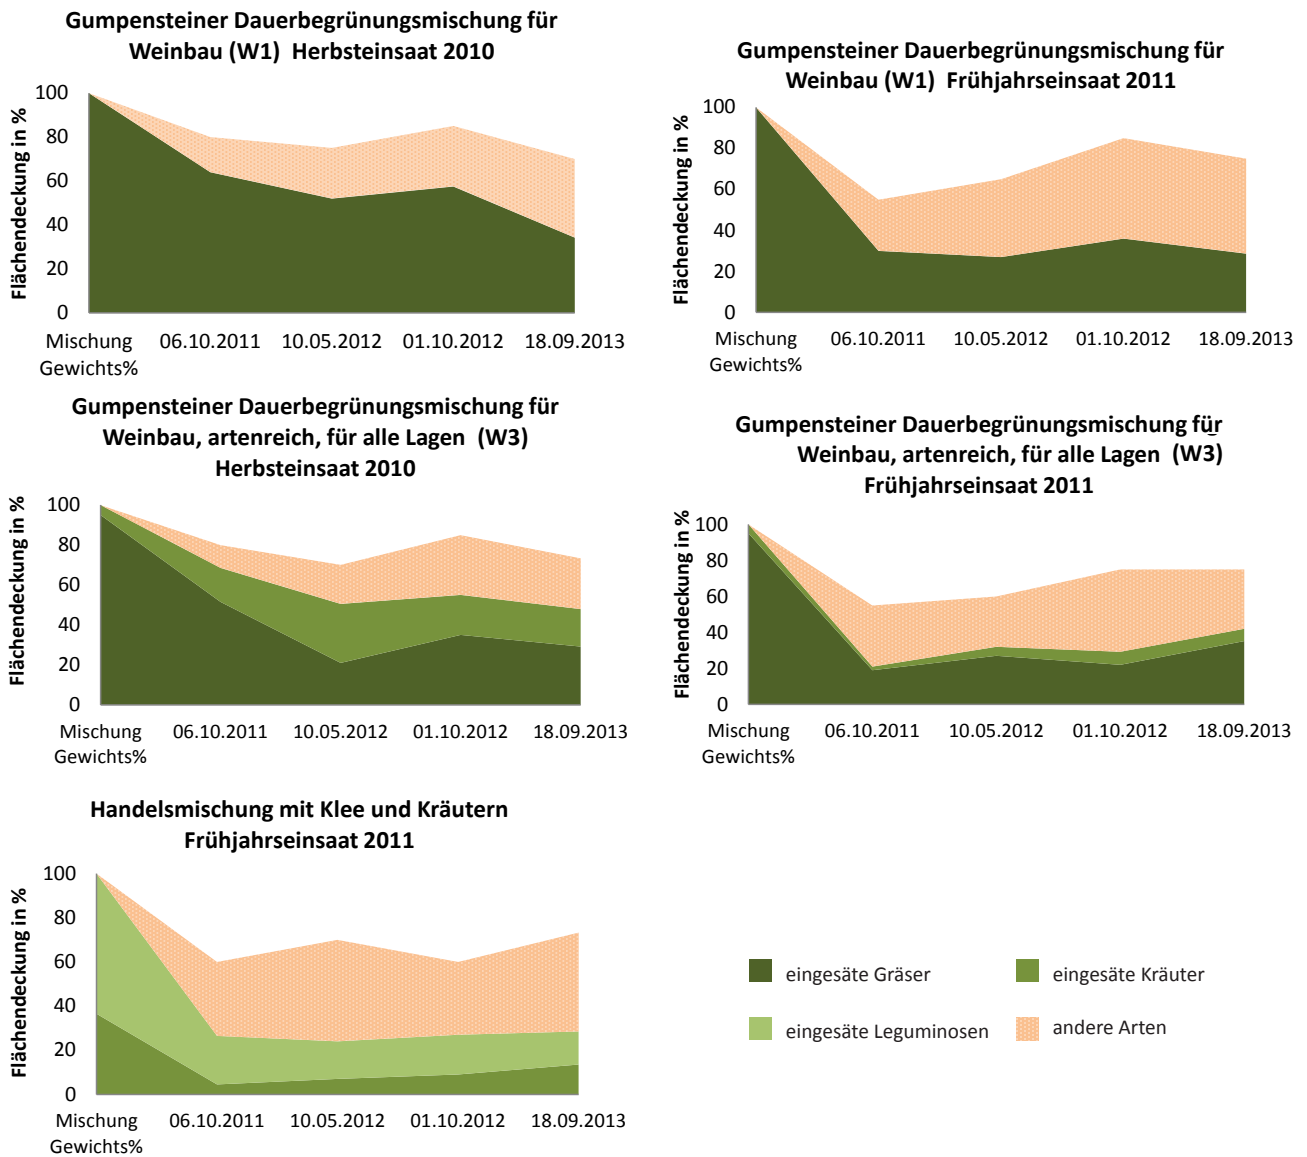 Gumpensteiner Dauerbegrünungsmischung für
Weinbau (W1) Herbsteinsaat 2010
Flächendeckung in %
100
80
60
40
20
0
Mischung 06.10.2011 10.05.2012 01.10.2012 18.09.2013
Gewichts%
Gumpensteiner Dauerbegrünungsmischung für
Weinbau (W1) Frühjahrseinsaat 2011
Flächendeckung in %
100
80
60
40
20
0
Mischung 06.10.2011 10.05.2012 01.10.2012 18.09.2013
Gewichts%
Gumpensteiner Dauerbegrünungsmischung für
Weinbau, artenreich, für alle Lagen (W3)
Herbsteinsaat 2010
Flächendeckung in %
100
80
60
40
20
0
Mischung 06.10.2011 10.05.2012 01.10.2012 18.09.2013
Gewichts%
Gumpensteiner Dauerbegrünungsmischung für
Weinbau, artenreich, für alle Lagen (W3)
Frühjahrseinsaat 2011
Flächendeckung in %
100
80
60
40
20
0
Mischung 06.10.2011 10.05.2012 01.10.2012 18.09.2013
Gewichts%
Handelsmischung mit Klee und Kräutern
Frühjahrseinsaat 2011
Flächendeckung in %
100
80
60
40
20
0
Mischung 06.10.2011 10.05.2012 01.10.2012 18.09.2013
Gewichts%
eingesäte Gräser
eingesäte Kräuter
eingesäte Leguminosen
andere Arten